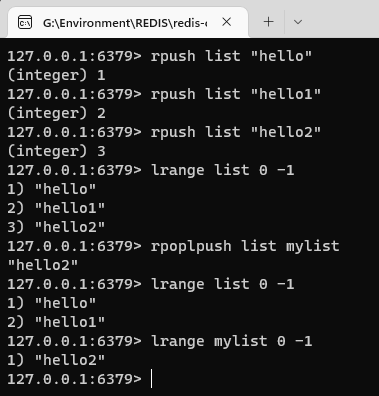 G:\Environment\REDIS\redis-c
127.0.0.1:6379> rpush list "hello"
(integer) 1
127.0.0.1:6379> rpush list "hello1"
(integer) 2
127.0.0.1:6379> rpush list "hello2"
(integer) 3
127.0.0.1:6379> lrange list 0 -1
1) "hello"
2) "hello1"
3) "hello2"
127.0.0.1:6379> rpoplpush list mylist
"hello2"
127.0.0.1:6379> lrange list 0 -1
1) "hello"
2) "hello1"
127.0.0.1:6379> lrange mylist 0 -1
1) "hello2"
127.0.0.1:6379>